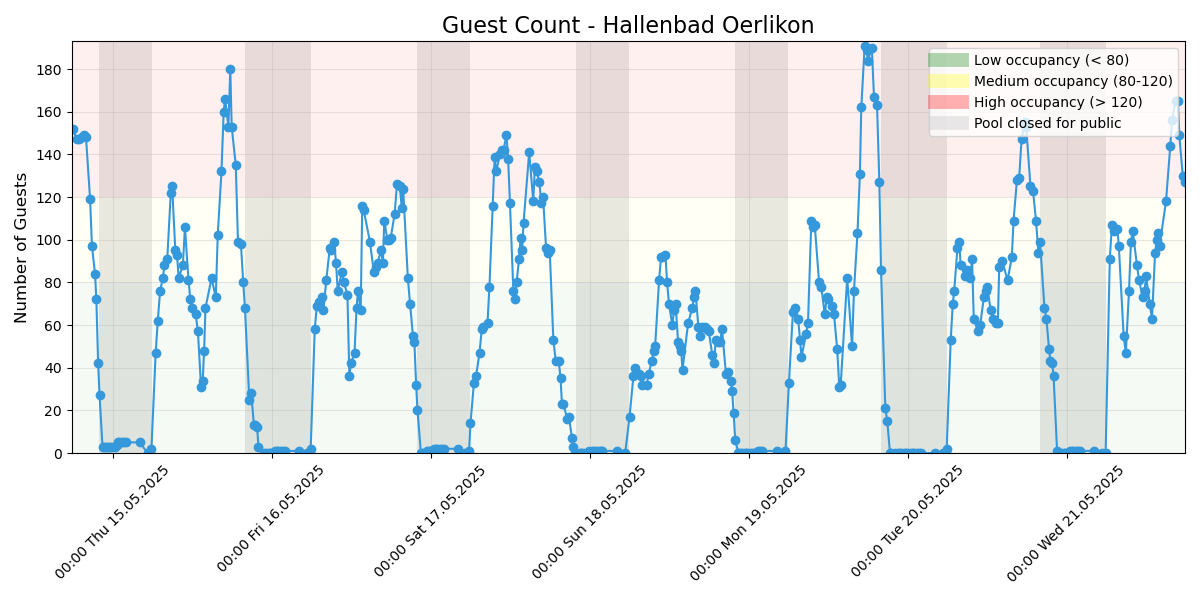 Guest Count - Hallenbad Oerlikon
Number of Guests
180
160
140
120
100
80
60
40
20
0
Low occupancy (< 80)
Medium occupancy (80-120)
High occupancy (> 120)
Pool closed for public
00:00 Thu 15.05.2025
00:00 Fri 16.05.2025
00:00 Sat 17.05.2025
00:00 Sun 18.05.2025
00:00 Mon 19.05.2025
00:00 Tue 20.05.2025
00:00 Wed 21.05.2025